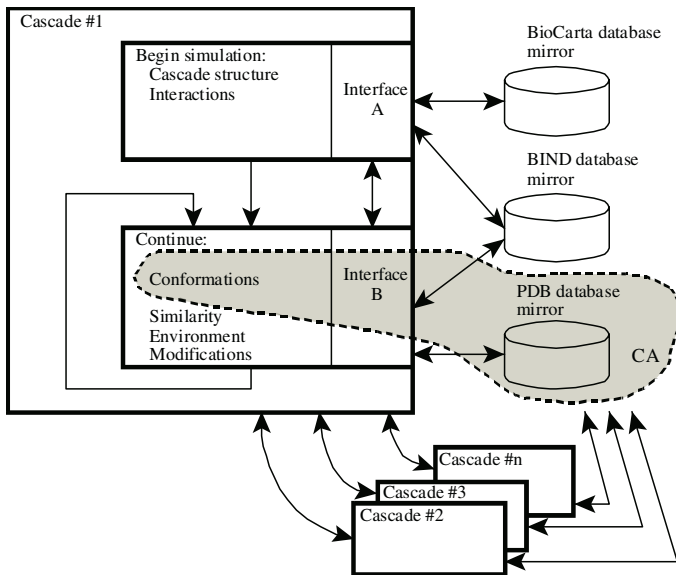 Cascade #1
Begin simulation:
Cascade structure
Interactions
Interface
A
BioCarta database
mirror
BIND database
mirror
Continue:
Conformations
Similarity
Environment
Modifications
Interface
B
PDB database
mirror
CA
Cascade #n
Cascade #3
Cascade #2